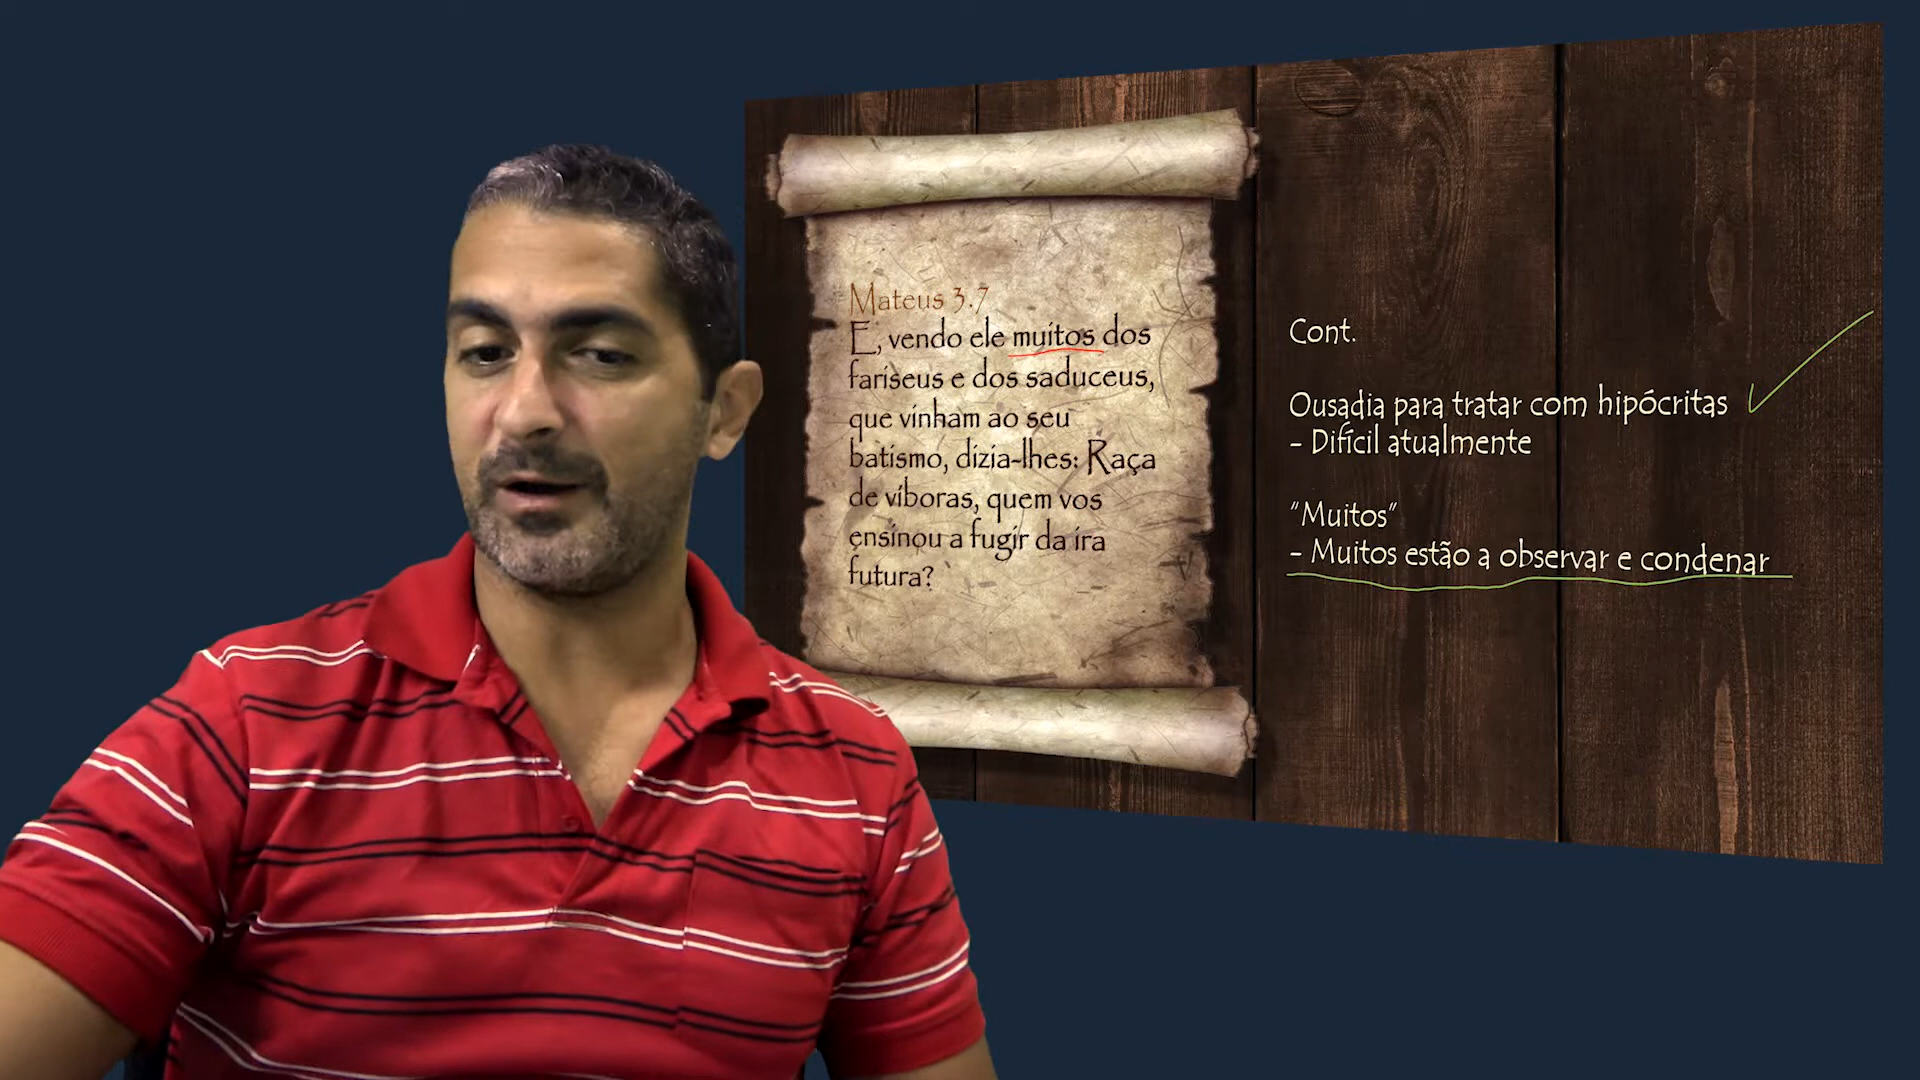 Mateus 3.7
E, vendo ele muitos dos
fariseus e dos saduceus,
que vinham ao seu
batismo, dizia-lhes: Raça
de víboras, quem vos
ensinou a fugir da ira
futura?
Cont.
Ousadia para tratar com hipócritas
- Difícil atualmente
“Muitos”
- Muitos estão a observar e condenar